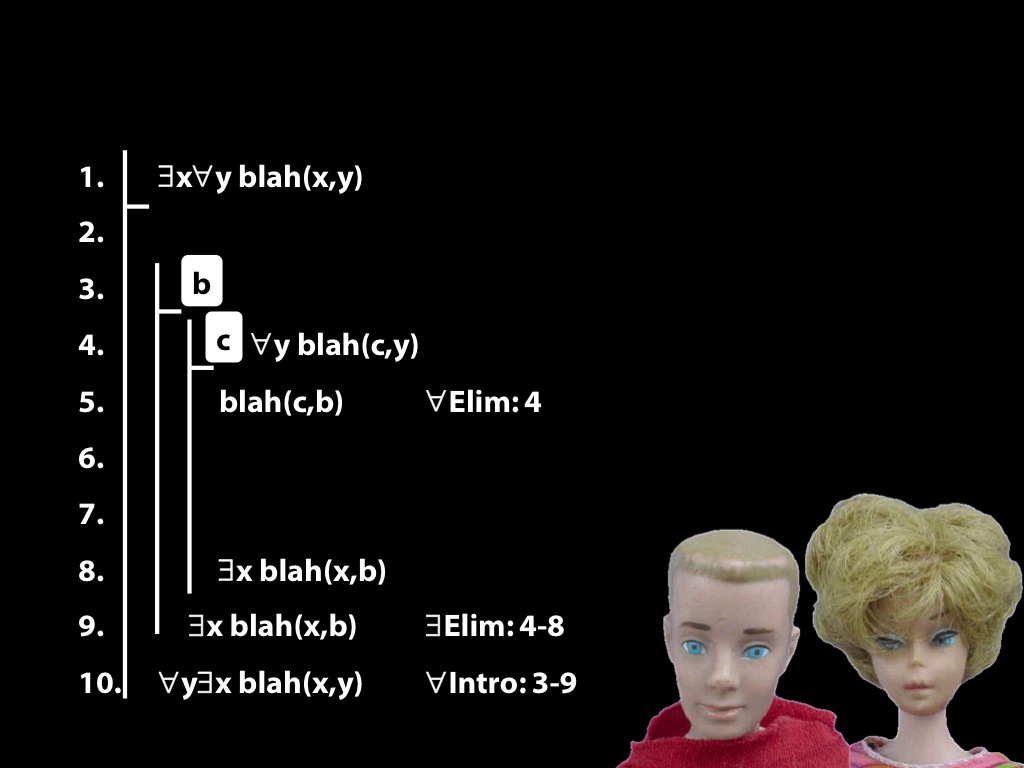 1. ∃x∀y blah(x,y)
2.
3. b
4. c ∀y blah(c,y)
5. blah(c,b) ∀Elim: 4
6.
7.
8. ∃x blah(x,b)
9. ∃x blah(x,b) ∃Elim: 4-8
10. ∀y∃x blah(x,y) ∀Intro: 3-9